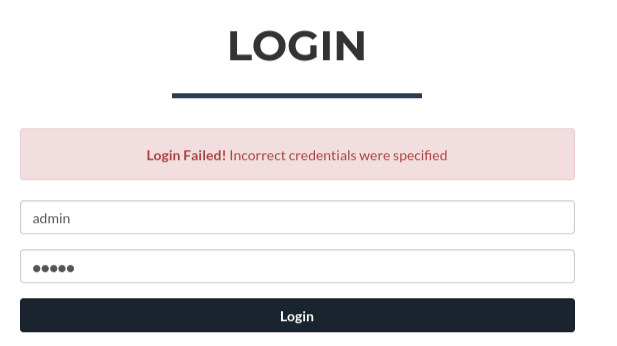 LOGIN
Login Failed! Incorrect credentials were specified
admin
●●●●●
Login